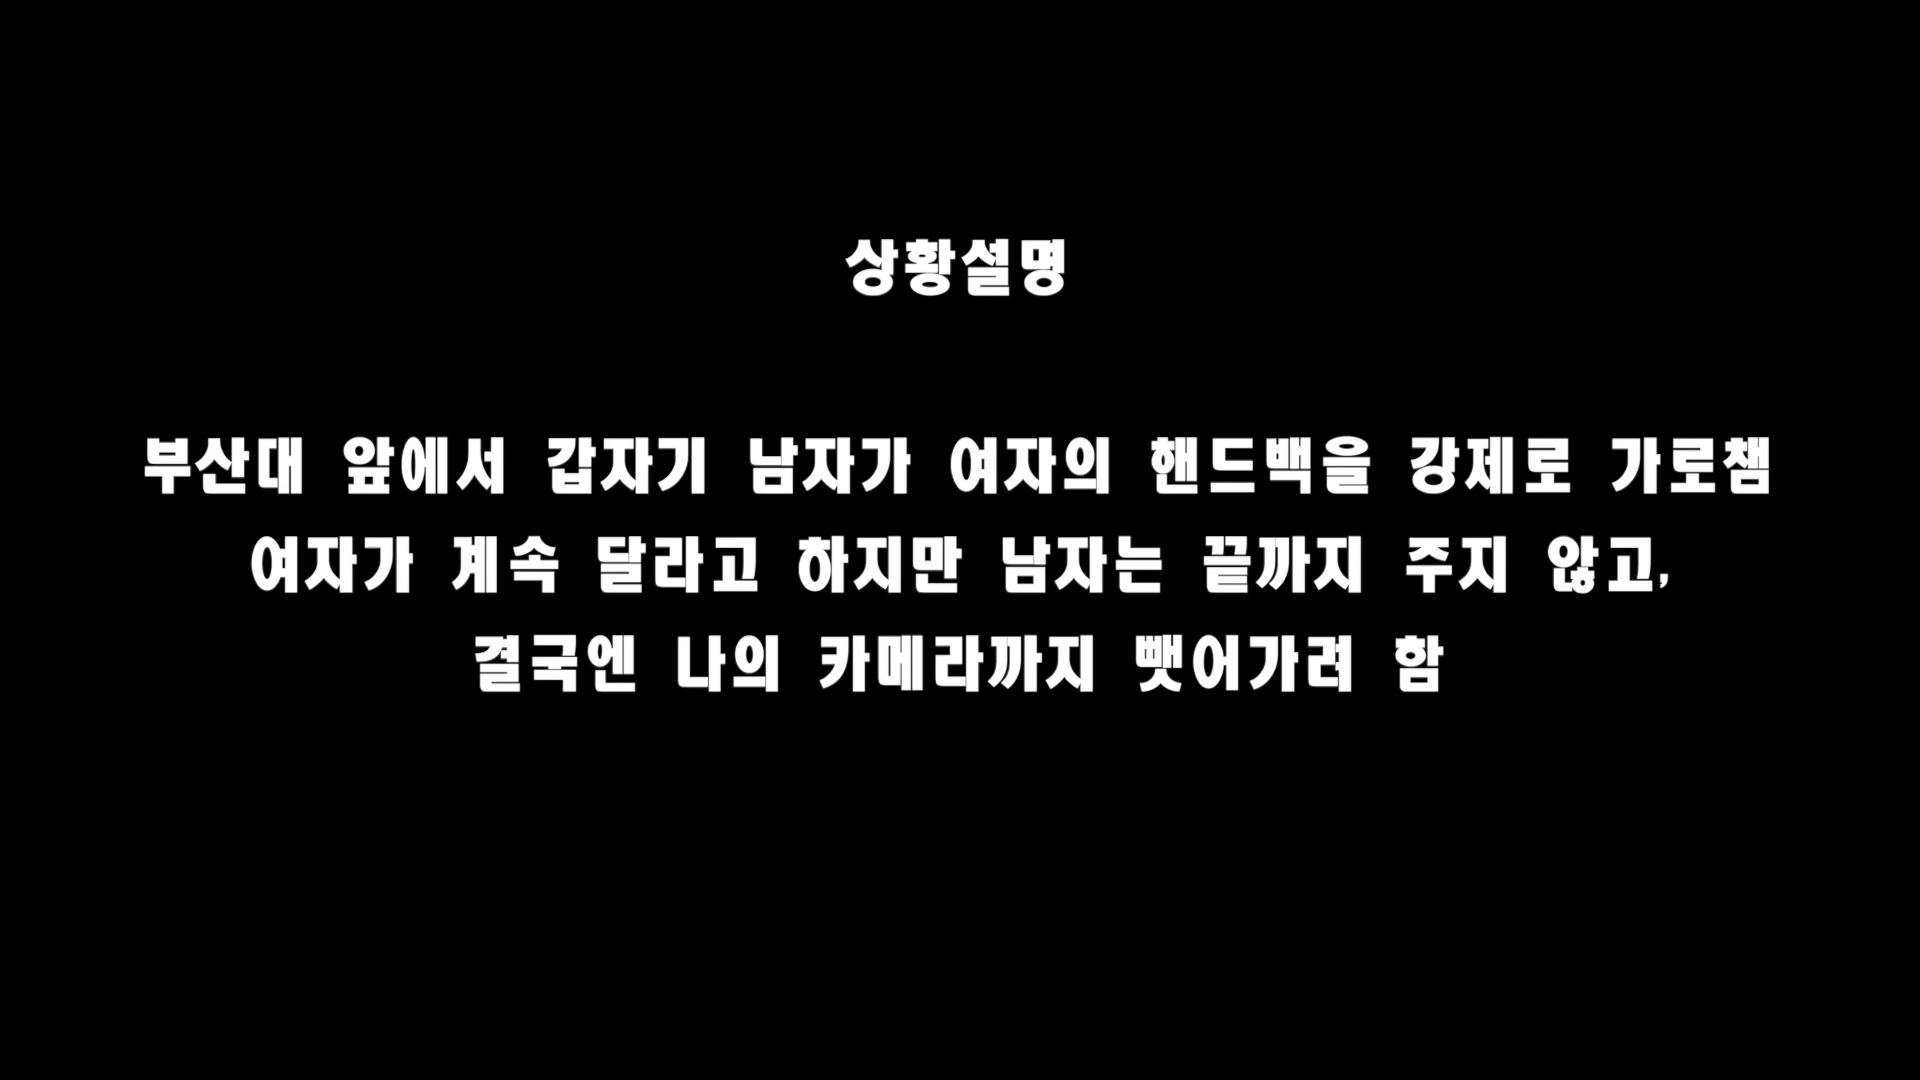 상황설명
부산대 앞에서 갑자기 남자가 여자의 핸드백을 강제로 가로챔
여자가 계속 달라고 하지만 남자는 끝까지 주지 않고,
결국엔 나의 카메라까지 뺏어가려 함